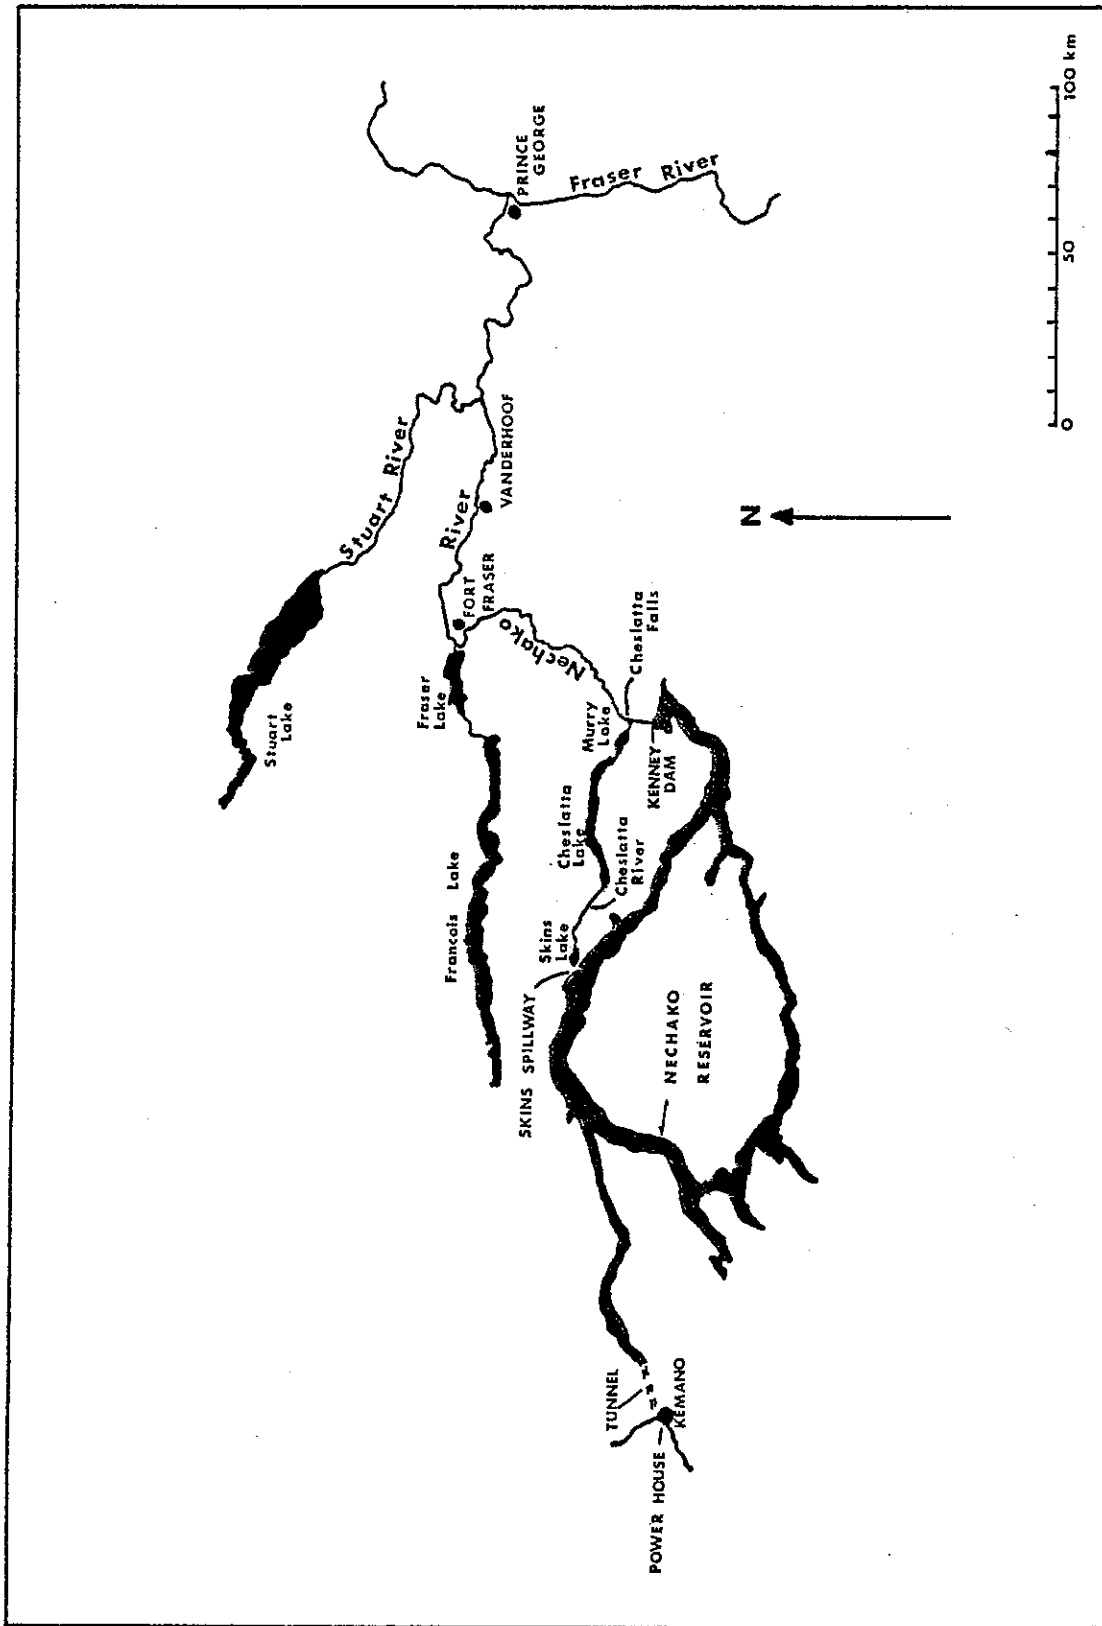 Stuart
Lake
Stuart River
PRINCE
GEORGE
Fraser River
Francois Lake
Fraser
Lake
FORT
FRASER
River
VANDERHOOF
Nechako
SKINS SPILLWAY
Skins
Lake
Cheslatta
Lake
Cheslatta
River
Murry
Lake
Cheslatta
Falls
KENNEY
DAM
NECHAKO
RESERVOIR
TUNNEL
POWER HOUSE
KEMANO
N
0
50
100 km